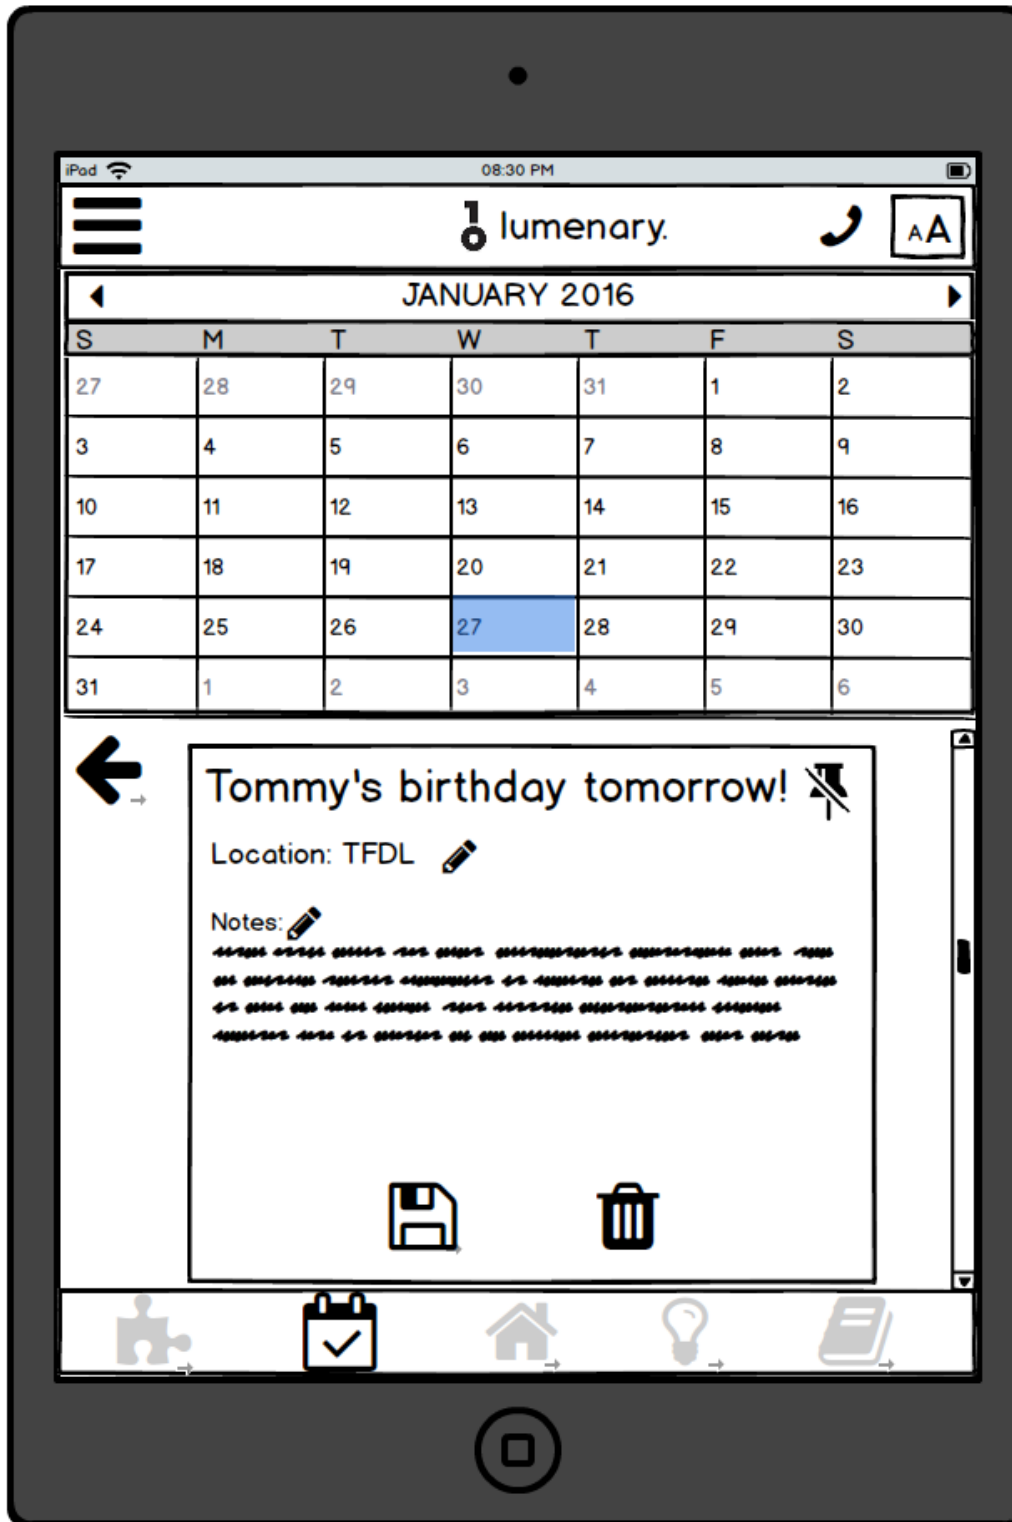 iPad 08:30 PM
lumenary. AA
JANUARY 2016
S M T W T F S
27 28 29 30 31 1 2
3 4 5 6 7 8 9
10 11 12 13 14 15 16
17 18 19 20 21 22 23
24 25 26 27 28 29 30
31 1 2 3 4 5 6
Tommy's birthday tomorrow!
Location: TFDL
Notes: